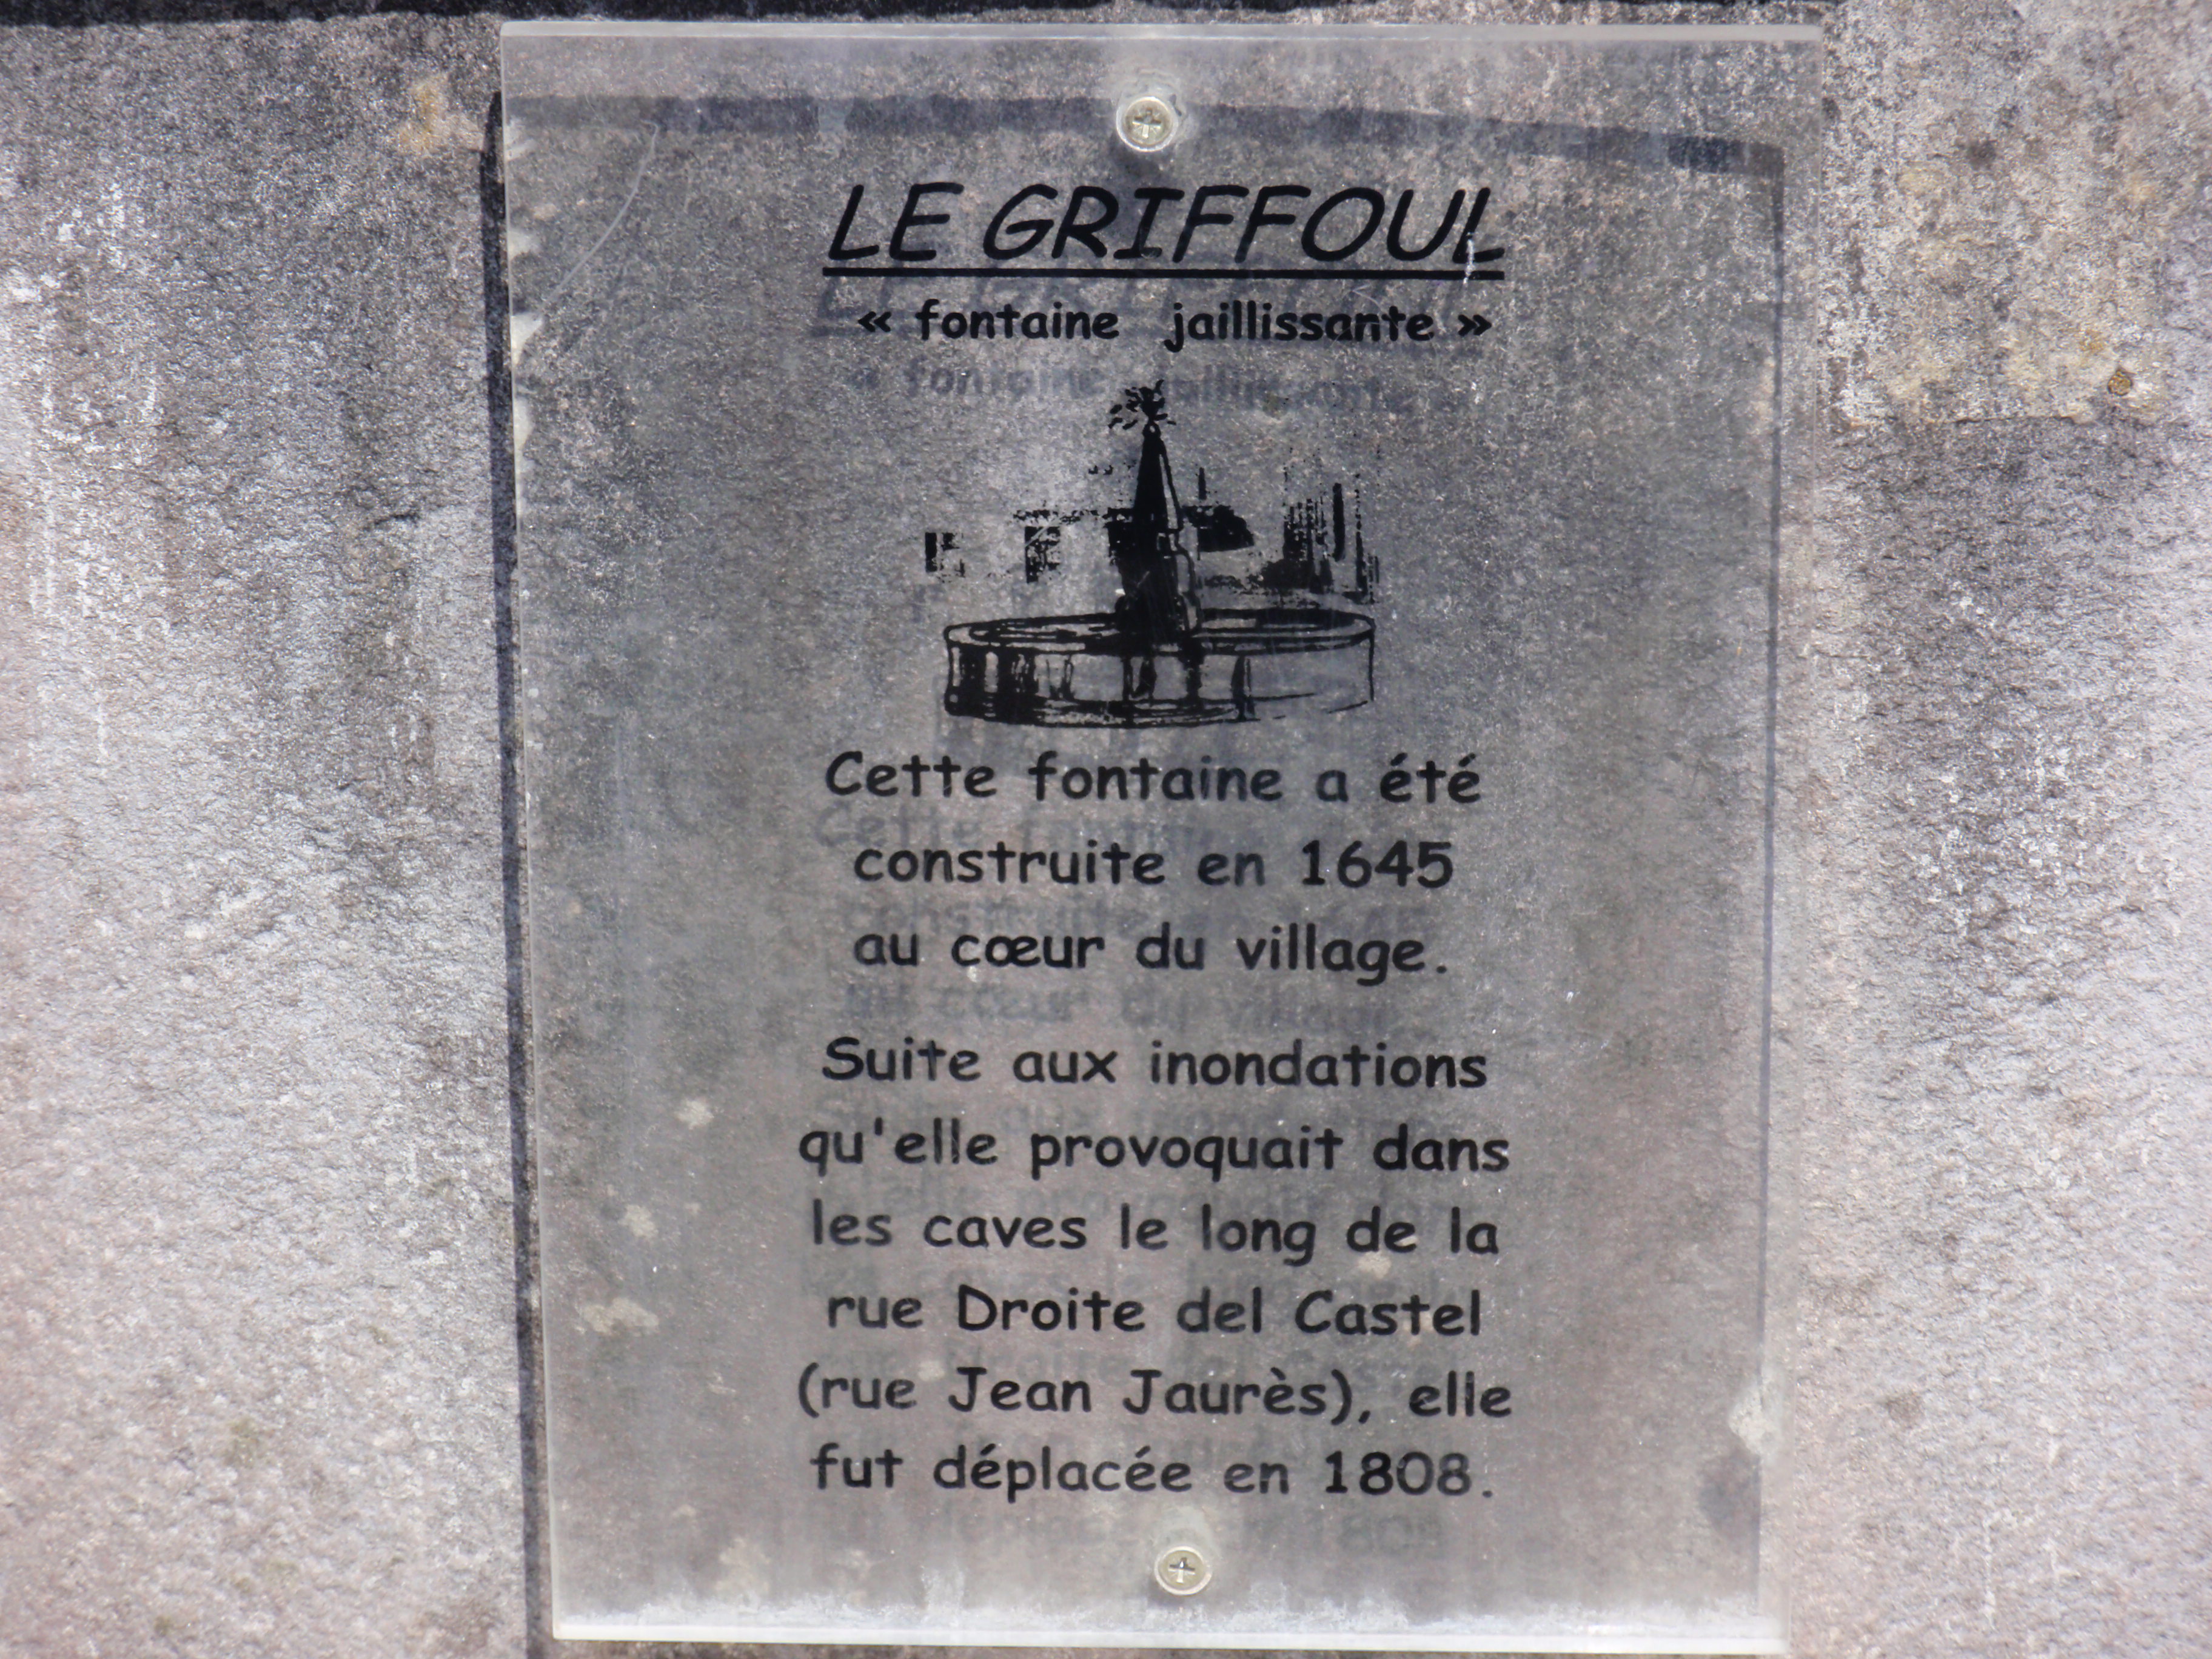 LE GRIFFOUL
« fontaine jaillissante »
Cette fontaine a été
construite en 1645
au cœur du village.
Suite aux inondations
qu'elle provoquait dans
les caves le long de la
rue Droite del Castel
(rue Jean Jaurès), elle
fut déplacée en 1808.